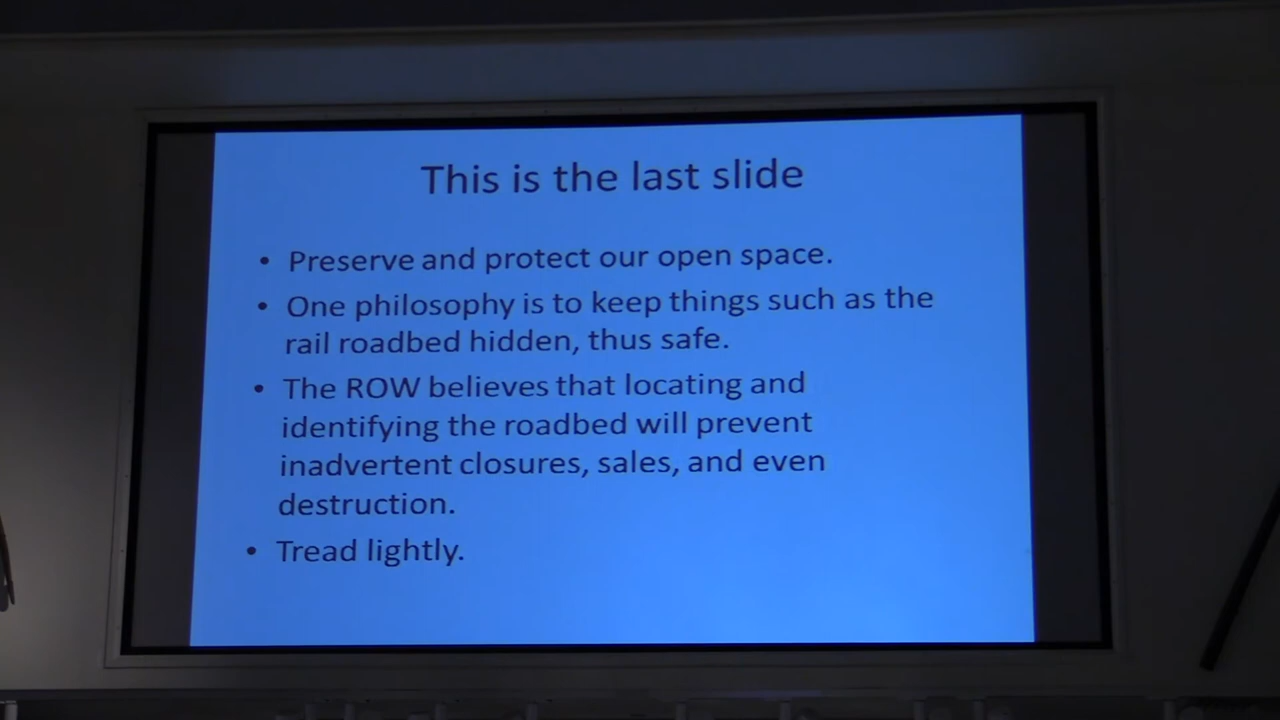 This is the last slide
• Preserve and protect our open space.
• One philosophy is to keep things such as the
rail roadbed hidden, thus safe.
• The ROW believes that locating and
identifying the roadbed will prevent
inadvertent closures, sales, and even
destruction.
• Tread lightly.